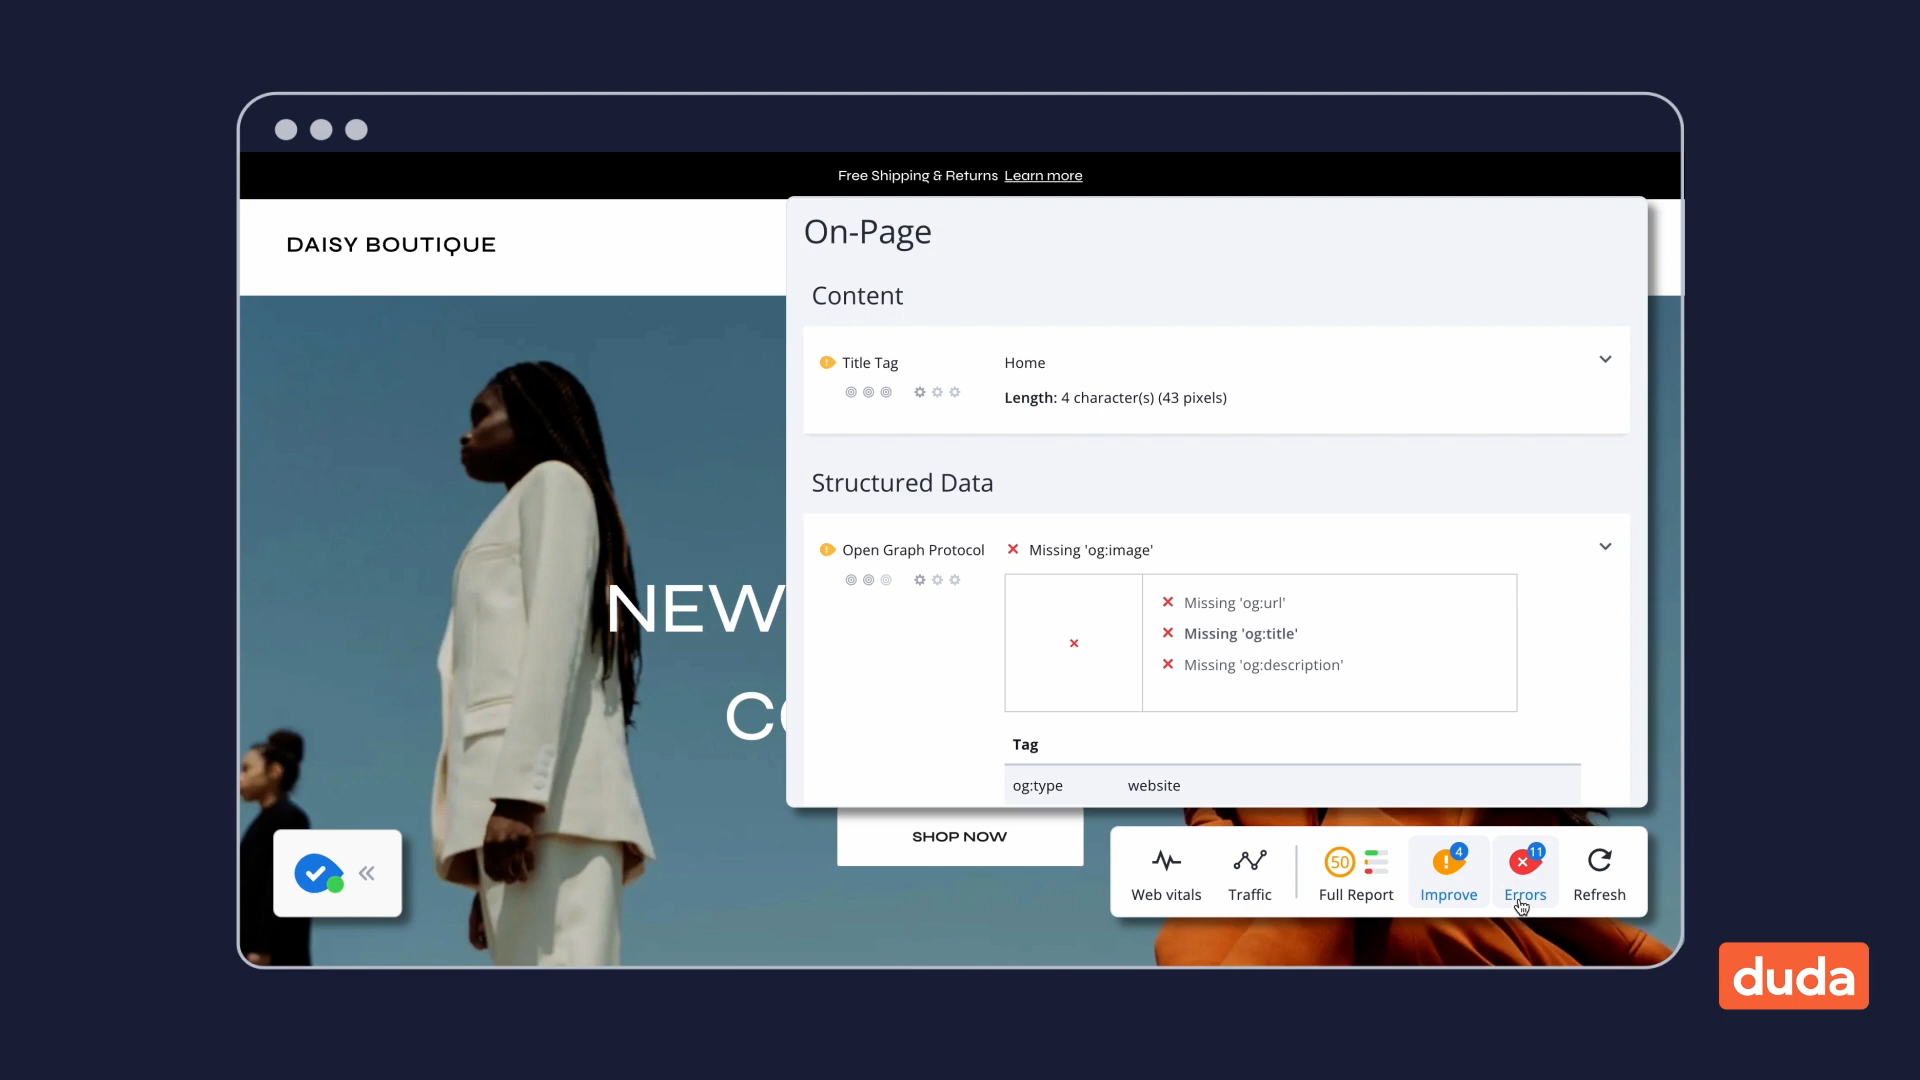 Free Shipping & Returns Learn more
DAISY BOUTIQUE
On-Page
Content
Title Tag
Home
Length: 4 character(s) (43 pixels)
Structured Data
Open Graph Protocol
Missing 'og:image'
Missing 'og:url'
Missing 'og:title'
Missing 'og:description'
Tag
og:type website
NEW
CO
SHOP NOW
Web vitals
Traffic
50
Full Report
4
Improve
11
Errors
Refresh
duda